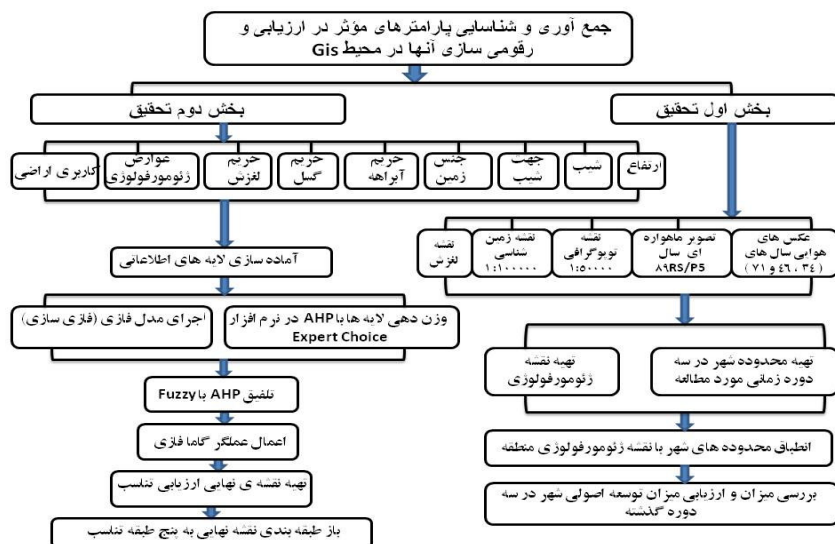 جمع آوری و شناسایی پارامترهای مؤثر در ارزیابی و
رقومی سازی آنها در محیط Gis
بخش اول تحقیق
بخش دوم تحقیق
ارتفاع
شیب
جهت
شیب
جنس
زمین
حریم
آبراهه
حریم
گسل
حریم
لغزش
عوارض
ژئومورفولوژی
کاربری اراضی
عکس های
هوایی سال های
(۳٤ ، ٤٦ و ۷۱ )
تصویر ماهواره
ای سال
۸۹RS/P5
نقشه
توپوگرافی
۱:٥۰۰۰۰
نقشه زمین
شناسی
۱:۱۰۰۰۰۰
نقشه
لغزش
آماده سازی لایه های اطلاعاتی
وزن دهی لایه ها با AHP در نرم افزار
Expert Choice
اجرای مدل فازی (فازی سازی)
تهیه محدوده شهر در سه
دوره زمانی مورد مطالعه
تهیه نقشه
ژئومورفولوژی
تلفیق AHP با Fuzzy
اعمال عملگر گاما فازی
انطباق محدوده های شهر با نقشه ژئومورفولوژی منطقه
تهیه نقشه ی نهایی ارزیابی تناسب
بررسی میزان و ارزیابی میزان توسعه اصولی شهر در سه
دوره گذشته
باز طبقه بندی نقشه نهایی به پنج طبقه تناسب